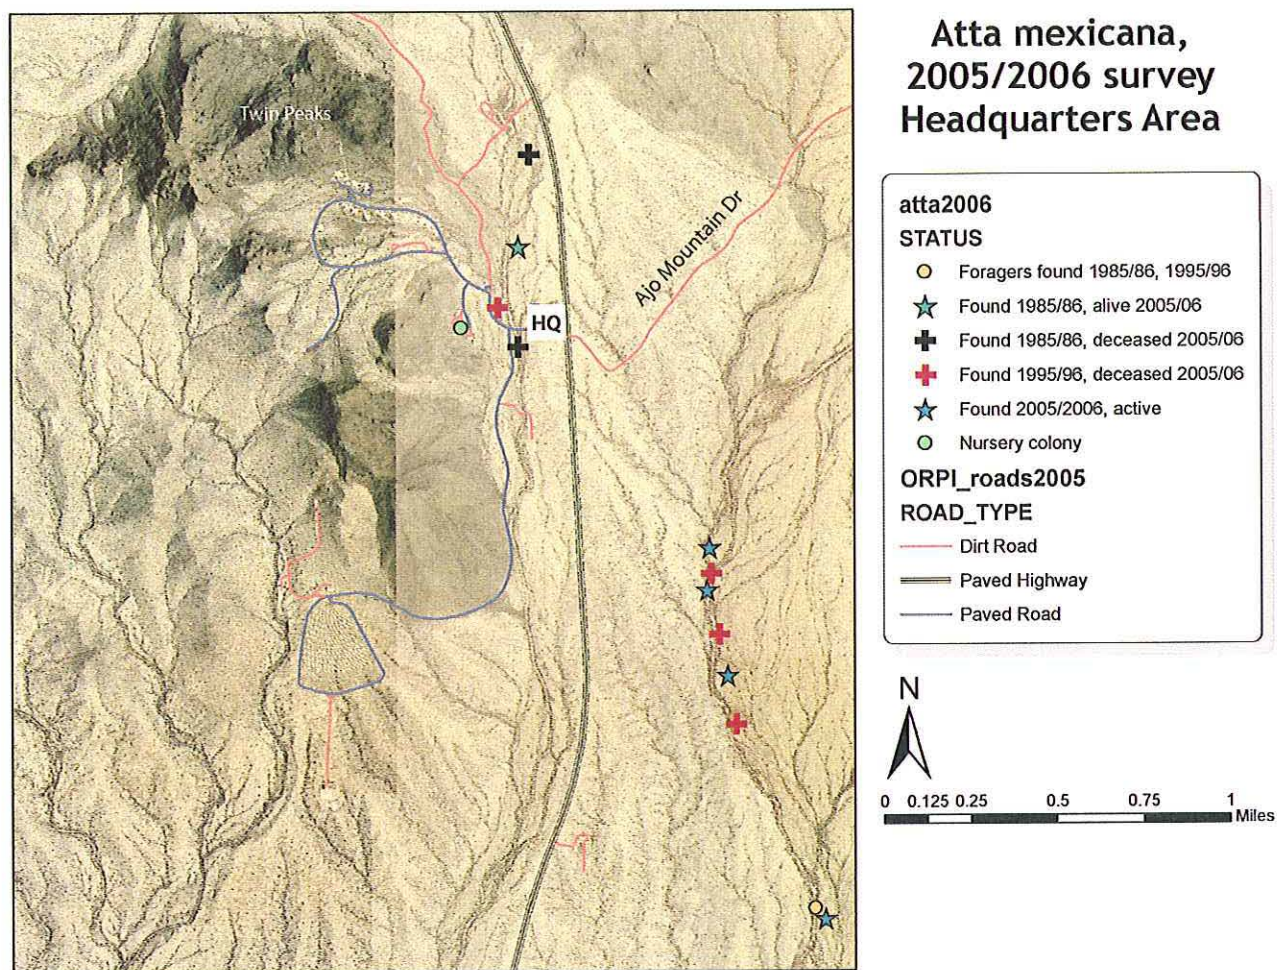 Atta mexicana,
2005/2006 survey
Headquarters Area
Twin Peaks
Ajo Mountain Dr
HQ
atta2006
STATUS
Foragers found 1985/86, 1995/96
Found 1985/86, alive 2005/06
Found 1985/86, deceased 2005/06
Found 1995/96, deceased 2005/06
Found 2005/2006, active
Nursery colony
ORPI_roads2005
ROAD_TYPE
Dirt Road
Paved Highway
Paved Road
N
0 0.125 0.25 0.5 0.75 1
Miles